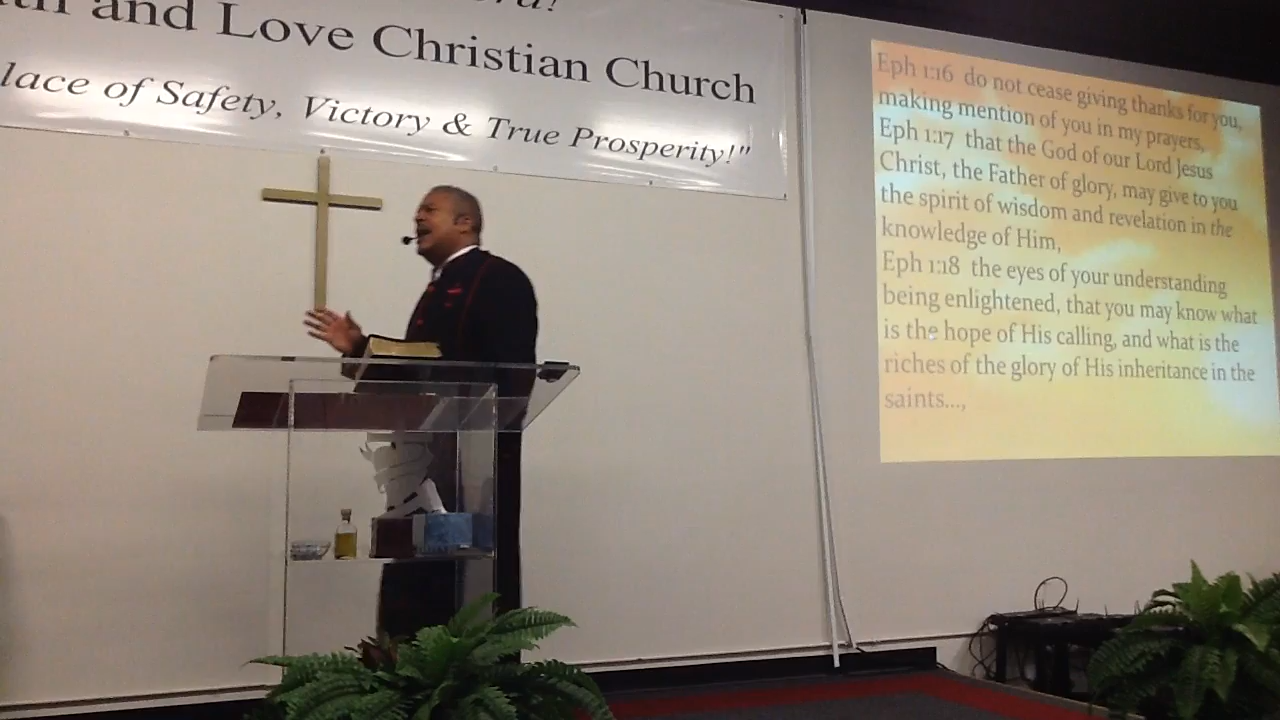 and Love Christian Church
of Safety, Victory & True Prosperity!"
Eph 1:16 do not cease giving thanks for you,
making mention of you in my prayers,
Eph 1:17 that the God of our Lord Jesus
Christ, the Father of glory, may give to you
the spirit of wisdom and revelation in the
knowledge of Him,
Eph 1:18 the eyes of your understanding
being enlightened, that you may know what
is the hope of His calling, and what is the
riches of the glory of His inheritance in the
saints...,